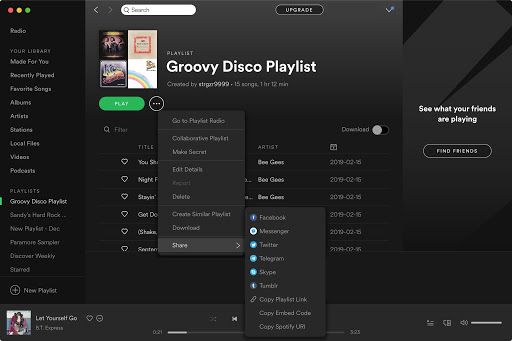 Search
UPGRADE
Radio
YOUR LIBRARY
Made For You
Recently Played
Favorite Songs
Albums
Artists
Stations
Local Files
Videos
Podcasts
PLAYLISTS
Groovy Disco Playlist
Sandy's Hard Rock ...
New Playlist - Dec
Paramore Sampler
Discover Weekly
Starred
New Playlist
PLAYLIST
Groovy Disco Playlist
Created by strgzr9999 • 15 songs, 1 hr 12 min
PLAY
Filter
Download
TITLE ARTIST
You Sh Bee Gees 2019-02-15
Night F Bee Gees 2019-02-15
Stayin' Bee Gees 2019-02-15
Get Do 2019-02-15
(Shake, 2019-02-15
Septem 2019-02-15
Go to Playlist Radio
Collaborative Playlist
Make Secret
Edit Details
Report
Delete
Create Similar Playlist
Download
Share
Facebook
Messenger
Twitter
Telegram
Skype
Tumblr
Copy Playlist Link
Copy Embed Code
Copy Spotify URI
See what your friends
are playing
FIND FRIENDS
Let Yourself Go
B.T. Express
0:21
3:23